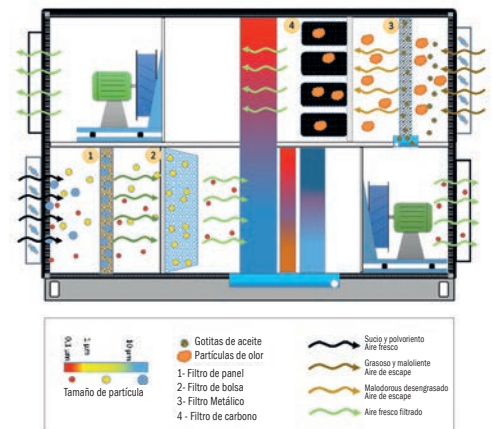 4
3
1
2
0.1 µm
1 µm
10 µm
Tamaño de partícula
Gotitas de aceite
Partículas de olor
1- Filtro de panel
2- Filtro de bolsa
3- Filtro Metálico
4 - Filtro de carbono
Sucio y polvoriento
Aire fresco
Grasoso y maloliente
Aire de escape
Malodorous desengrasado
Aire de escape
Aire fresco filtrado